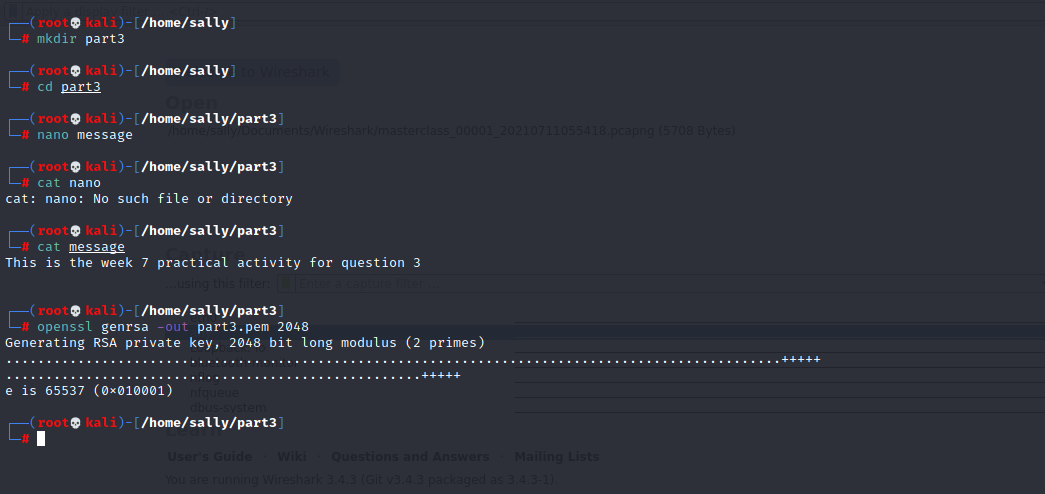 (root💀kali)-[/home/sally]
# mkdir part3
(root💀kali)-[/home/sally]
# cd part3
to Wireshark
Open
/home/sally/Documents/Wireshark/masterclass_00001_20210711055418.pcapng (5708 Bytes)
(root💀kali)-[/home/sally/part3]
# nano message
(root💀kali)-[/home/sally/part3]
# cat nano
cat: nano: No such file or directory
(root💀kali)-[/home/sally/part3]
# cat message
This is the week 7 practical activity for question 3
...using this filter: Enter a capture filter ...
(root💀kali)-[/home/sally/part3]
# openssl genrsa -out part3.pem 2048
Generating RSA private key, 2048 bit long modulus (2 primes)
.................................................................................................+++++
....................................................+++++
e is 65537 (0×010001)
nfqueue
dbus-system
(root💀kali)-[/home/sally/part3]
#
Learn
User's Guide Wiki Questions and Answers Mailing Lists
You are running Wireshark 3.4.3 (Git v3.4.3 packaged as 3.4.3-1).